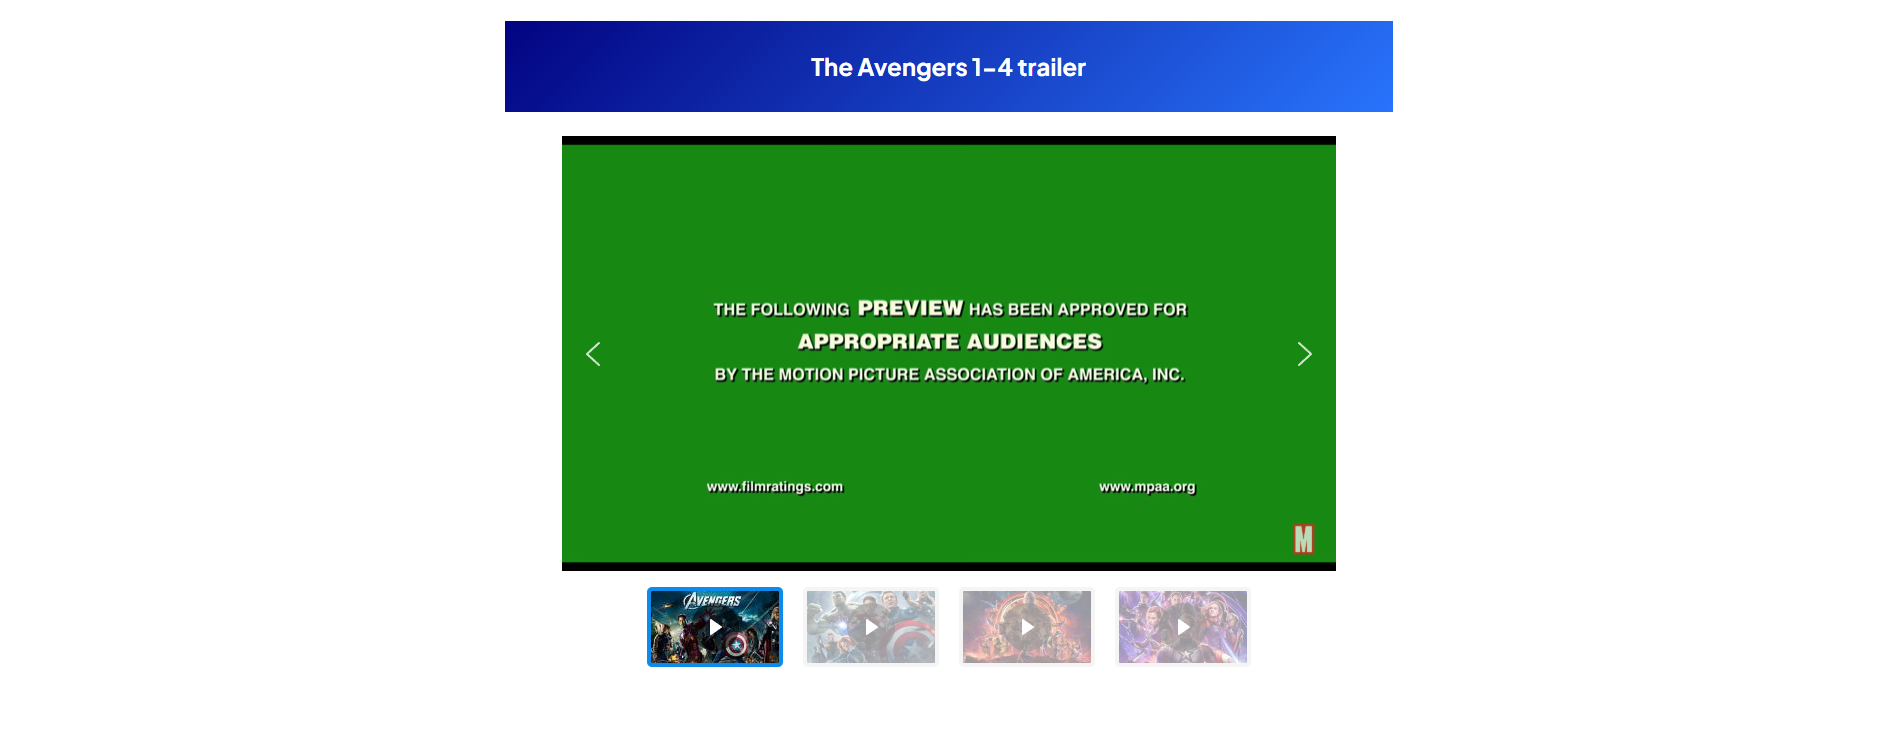 The Avengers 1-4 trailer
THE FOLLOWING PREVIEW HAS BEEN APPROVED FOR
APPROPRIATE AUDIENCES
BY THE MOTION PICTURE ASSOCIATION OF AMERICA, INC.
www.filmratings.com www.mpaa.org
M
AVENGERS